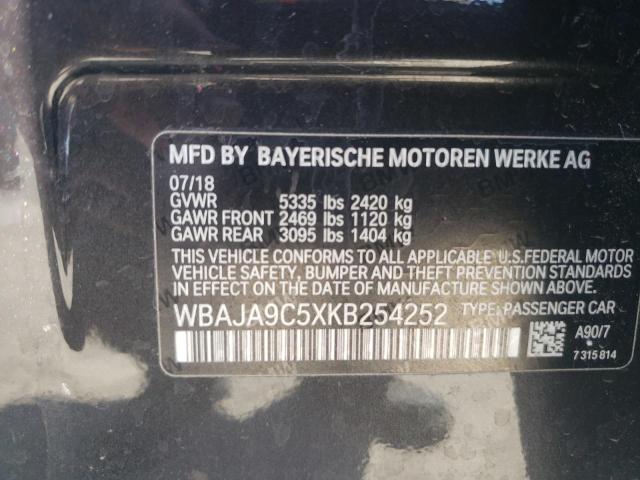 MFD BY BAYERISCHE MOTOREN WERKE AG
07/18
GVWR 5335 lbs 2420 kg
GAWR FRONT 2469 lbs 1120 kg
GAWR REAR 3095 lbs 1404 kg
THIS VEHICLE CONFORMS TO ALL APPLICABLE U.S.FEDERAL MOTOR
VEHICLE SAFETY, BUMPER AND THEFT PREVENTION STANDARDS
IN EFFECT ON THE DATE OF MANUFACTURE SHOWN ABOVE.
WBAJA9C5XKB254252 TYPE: PASSENGER CAR
A90/7
7 315 814